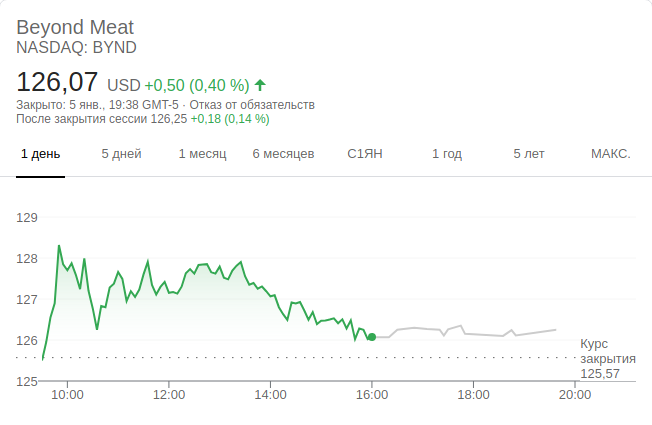 Beyond Meat
NASDAQ: BYND
126,07 USD +0,50 (0,40 %)
Закрыто: 5 янв., 19:38 GMT-5 · Отказ от обязательств
После закрытия сессии 126,25 +0,18 (0,14 %)
1 день 5 дней 1 месяц 6 месяцев С1ЯН 1 год 5 лет МАКС.
129
128
127
126
Курс
закрытия
125,57
125
10:00 12:00 14:00 16:00 18:00 20:00